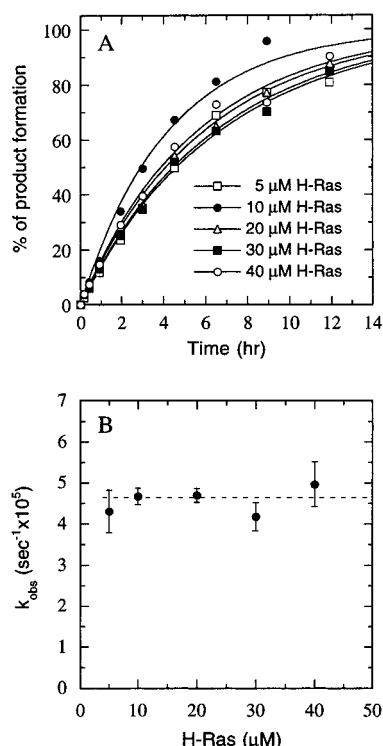 A
100
80
60
40
20
0
% of product formation
5 µM H-Ras
10 µM H-Ras
20 µM H-Ras
30 µM H-Ras
40 µM H-Ras
0 2 4 6 8 10 12 14
Time (hr)
B
7
6
5
4
3
2
1
0
k_obs (sec⁻¹x10⁵)
0 10 20 30 40 50
H-Ras (µM)